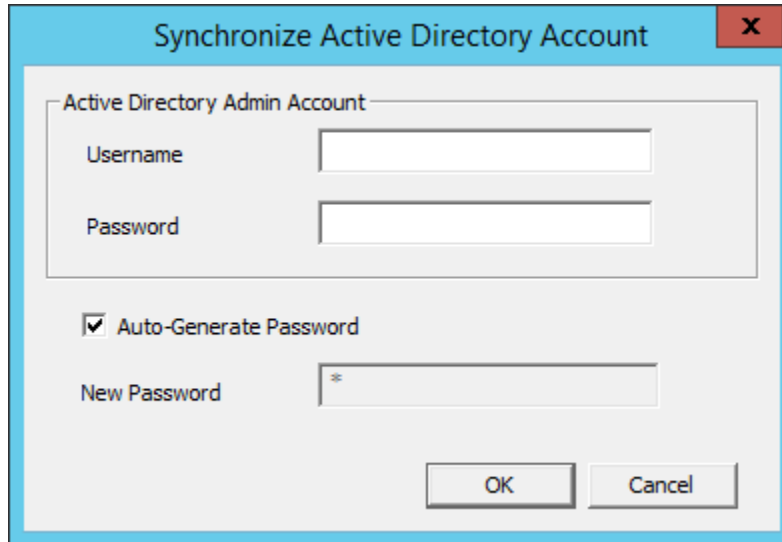 Synchronize Active Directory Account
x
Active Directory Admin Account
Username
Password
Auto-Generate Password
New Password
*
OK
Cancel